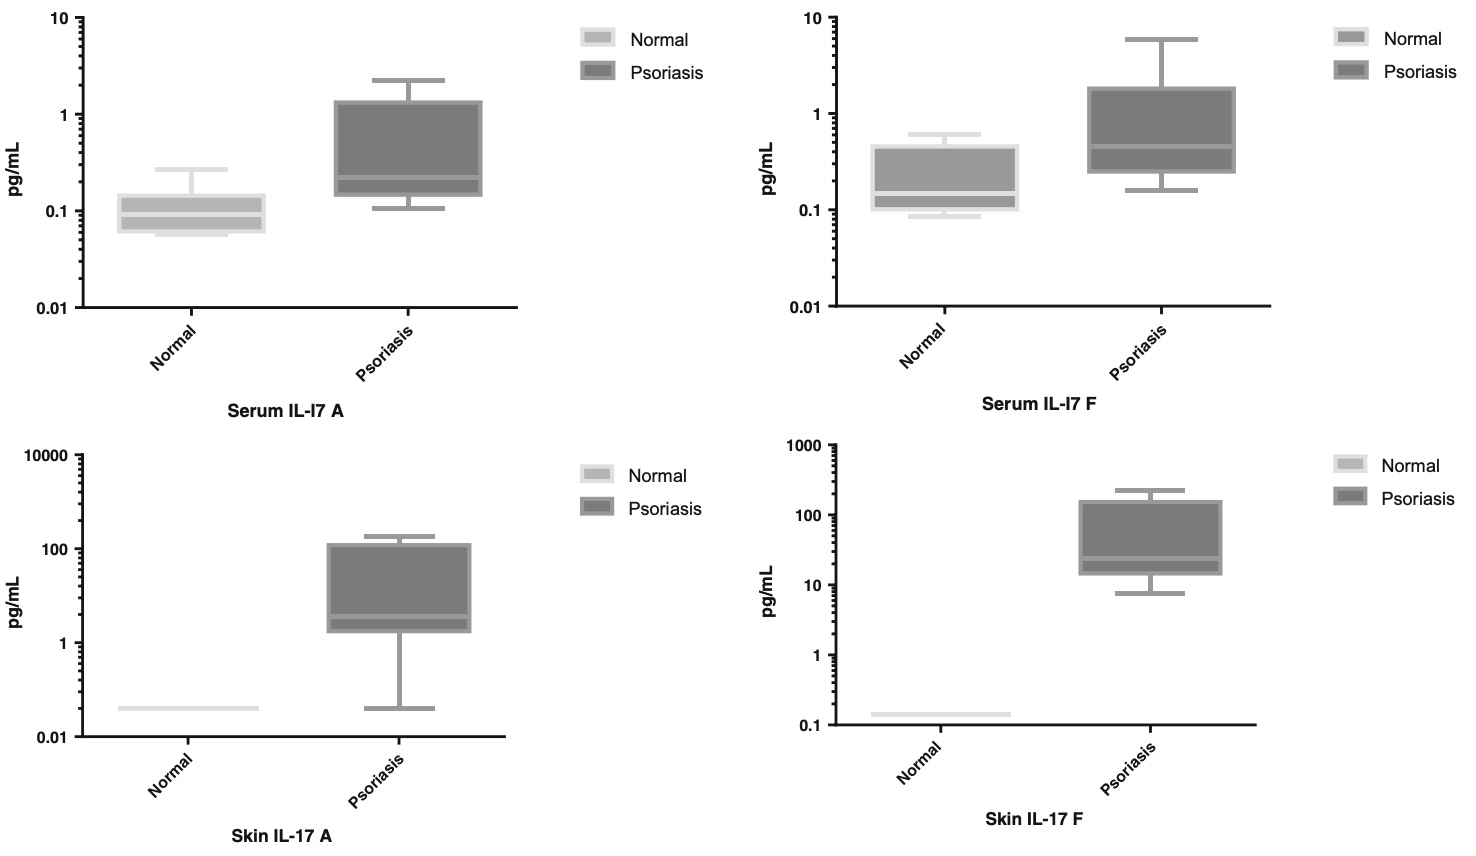 10
1
0.1
0.01
pg/mL
Normal
Psoriasis
Normal
Psoriasis
Serum IL-I7 A
10
1
0.1
0.01
pg/mL
Normal
Psoriasis
Normal
Psoriasis
Serum IL-I7 F
10000
100
1
0.01
pg/mL
Normal
Psoriasis
Normal
Psoriasis
Skin IL-17 A
1000
100
10
1
0.1
pg/mL
Normal
Psoriasis
Normal
Psoriasis
Skin IL-17 F